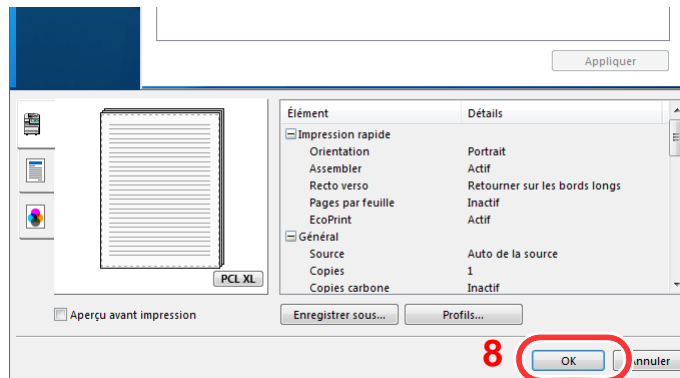 Appliquer
Élément Détails
Impression rapide
Orientation Portrait
Assembler Actif
Recto verso Retourner sur les bords longs
Pages par feuille Inactif
EcoPrint Actif
Général
Source Auto de la source
Copies 1
Copies carbone Inactif
PCL XL
Aperçu avant impression Enregistrer sous... Profils...
8 OK Annuler